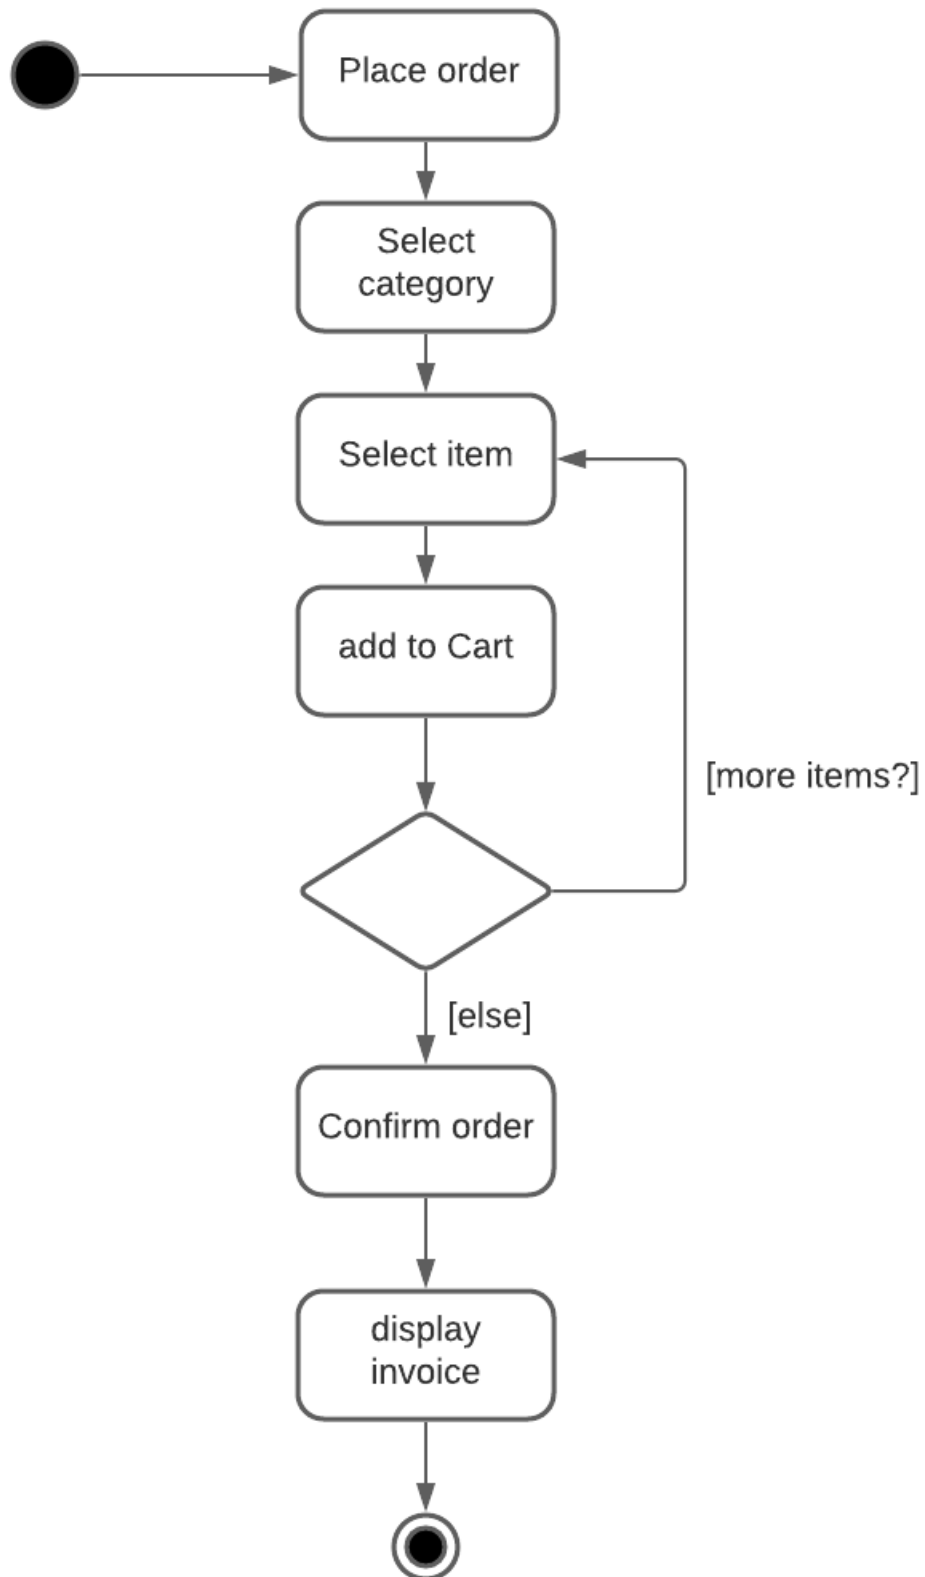 Place order
Select
category
Select item
add to Cart
[more items?]
[else]
Confirm order
display
invoice